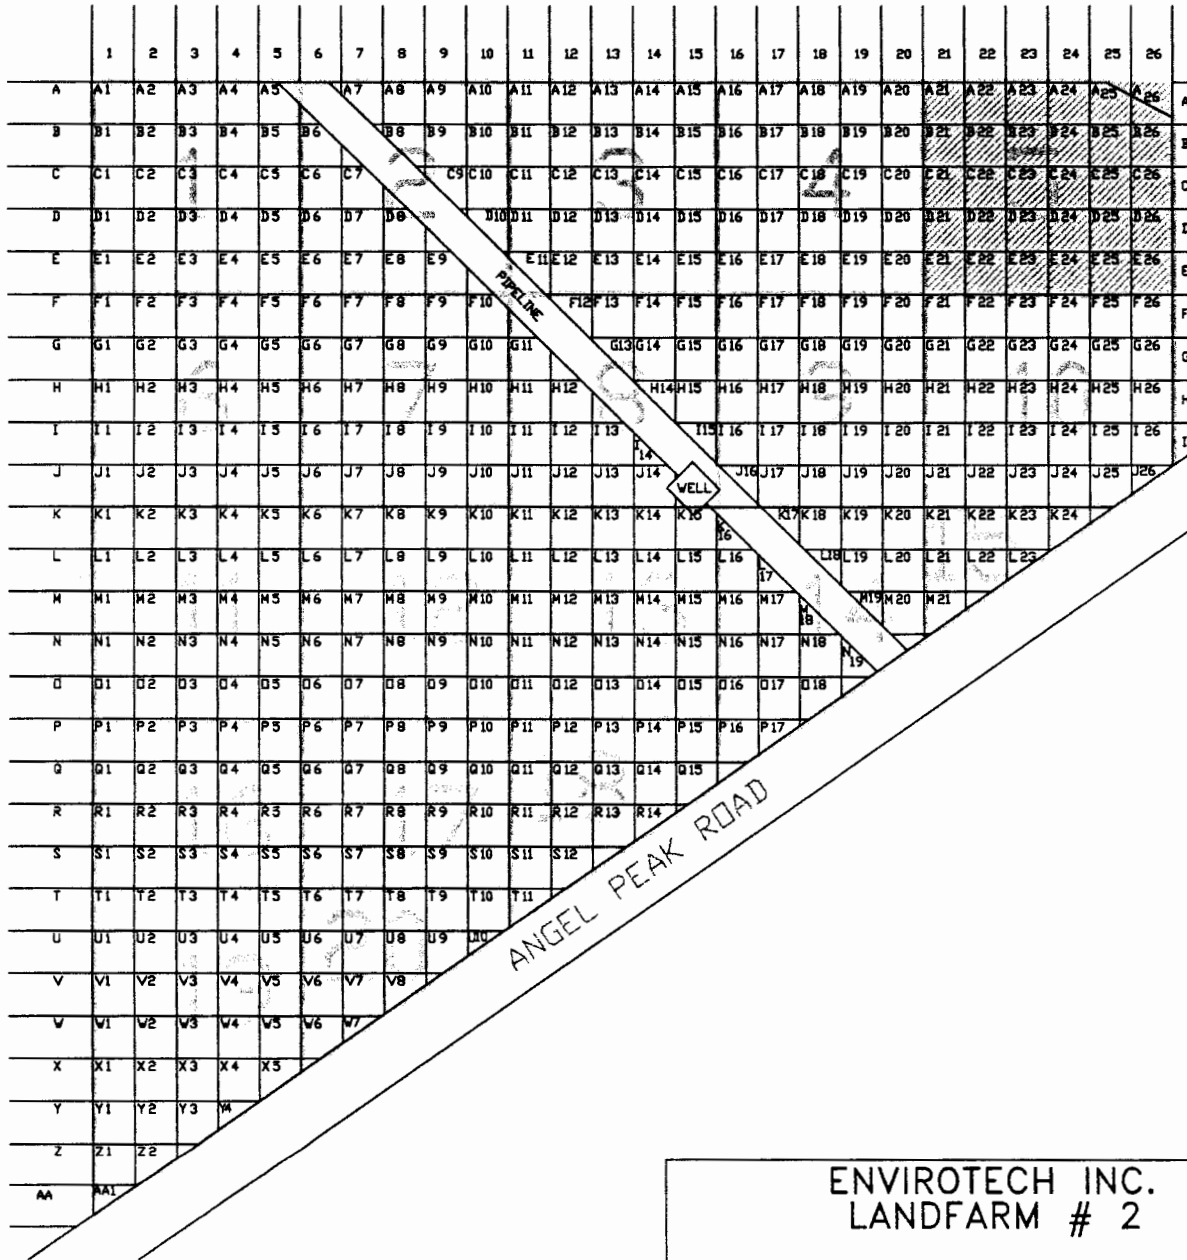 1 2 3 4 5 6 7 8 9 10 11 12 13 14 15 16 17 18 19 20 21 22 23 24 25 26
A A1 A2 A3 A4 A5 A7 A8 A9 A10 A11 A12 A13 A14 A15 A16 A17 A18 A19 A20 A21 A22 A23 A24 A25 A26 A
B B1 B2 B3 B4 B5 B6 B8 B9 B10 B11 B12 B13 B14 B15 B16 B17 B18 B19 B20 B21 B22 B23 B24 B25 B26 B
1 2 3 4 5
C C1 C2 C3 C4 C5 C6 C7 C9 C10 C11 C12 C13 C14 C15 C16 C17 C18 C19 C20 C21 C22 C23 C24 C25 C26 C
D D1 D2 D3 D4 D5 D6 D7 D8 D10 D11 D12 D13 D14 D15 D16 D17 D18 D19 D20 D21 D22 D23 D24 D25 D26 D
E E1 E2 E3 E4 E5 E6 E7 E8 E9 E11 E12 E13 E14 E15 E16 E17 E18 E19 E20 E21 E22 E23 E24 E25 E26 E
PIPELINE
F F1 F2 F3 F4 F5 F6 F7 F8 F9 F10 F12 F13 F14 F15 F16 F17 F18 F19 F20 F21 F22 F23 F24 F25 F26 F
G G1 G2 G3 G4 G5 G6 G7 G8 G9 G10 G11 G13 G14 G15 G16 G17 G18 G19 G20 G21 G22 G23 G24 G25 G26 G
6 7 8 9 10
H H1 H2 H3 H4 H5 H6 H7 H8 H9 H10 H11 H12 H14 H15 H16 H17 H18 H19 H20 H21 H22 H23 H24 H25 H26 H
I I1 I2 I3 I4 I5 I6 I7 I8 I9 I10 I11 I12 I13 I14 I15 I16 I17 I18 I19 I20 I21 I22 I23 I24 I25 I26 I
J J1 J2 J3 J4 J5 J6 J7 J8 J9 J10 J11 J12 J13 J14 J16 J17 J18 J19 J20 J21 J22 J23 J24 J25 J26
WELL
K K1 K2 K3 K4 K5 K6 K7 K8 K9 K10 K11 K12 K13 K14 K15 K16 K17 K18 K19 K20 K21 K22 K23 K24
L L1 L2 L3 L4 L5 L6 L7 L8 L9 L10 L11 L12 L13 L14 L15 L16 L17 L18 L19 L20 L21 L22 L23
11 12 13 14 15
M M1 M2 M3 M4 M5 M6 M7 M8 M9 M10 M11 M12 M13 M14 M15 M16 M17 M18 M19 M20 M21
N N1 N2 N3 N4 N5 N6 N7 N8 N9 N10 N11 N12 N13 N14 N15 N16 N17 N18 N19
O O1 O2 O3 O4 O5 O6 O7 O8 O9 O10 O11 O12 O13 O14 O15 O16 O17 O18
P P1 P2 P3 P4 P5 P6 P7 P8 P9 P10 P11 P12 P13 P14 P15 P16 P17
Q Q1 Q2 Q3 Q4 Q5 Q6 Q7 Q8 Q9 Q10 Q11 Q12 Q13 Q14 Q15
16 17 18
R R1 R2 R3 R4 R5 R6 R7 R8 R9 R10 R11 R12 R13 R14
S S1 S2 S3 S4 S5 S6 S7 S8 S9 S10 S11 S12
T T1 T2 T3 T4 T5 T6 T7 T8 T9 T10 T11
U U1 U2 U3 U4 U5 U6 U7 U8 U9 U10
19 20
V V1 V2 V3 V4 V5 V6 V7 V8
W W1 W2 W3 W4 W5 W6 W7
X X1 X2 X3 X4 X5
Y Y1 Y2 Y3 Y4
Z Z1 Z2
AA AA1
ANGEL PEAK ROAD
ENVIROTECH INC.
LANDFARM # 2